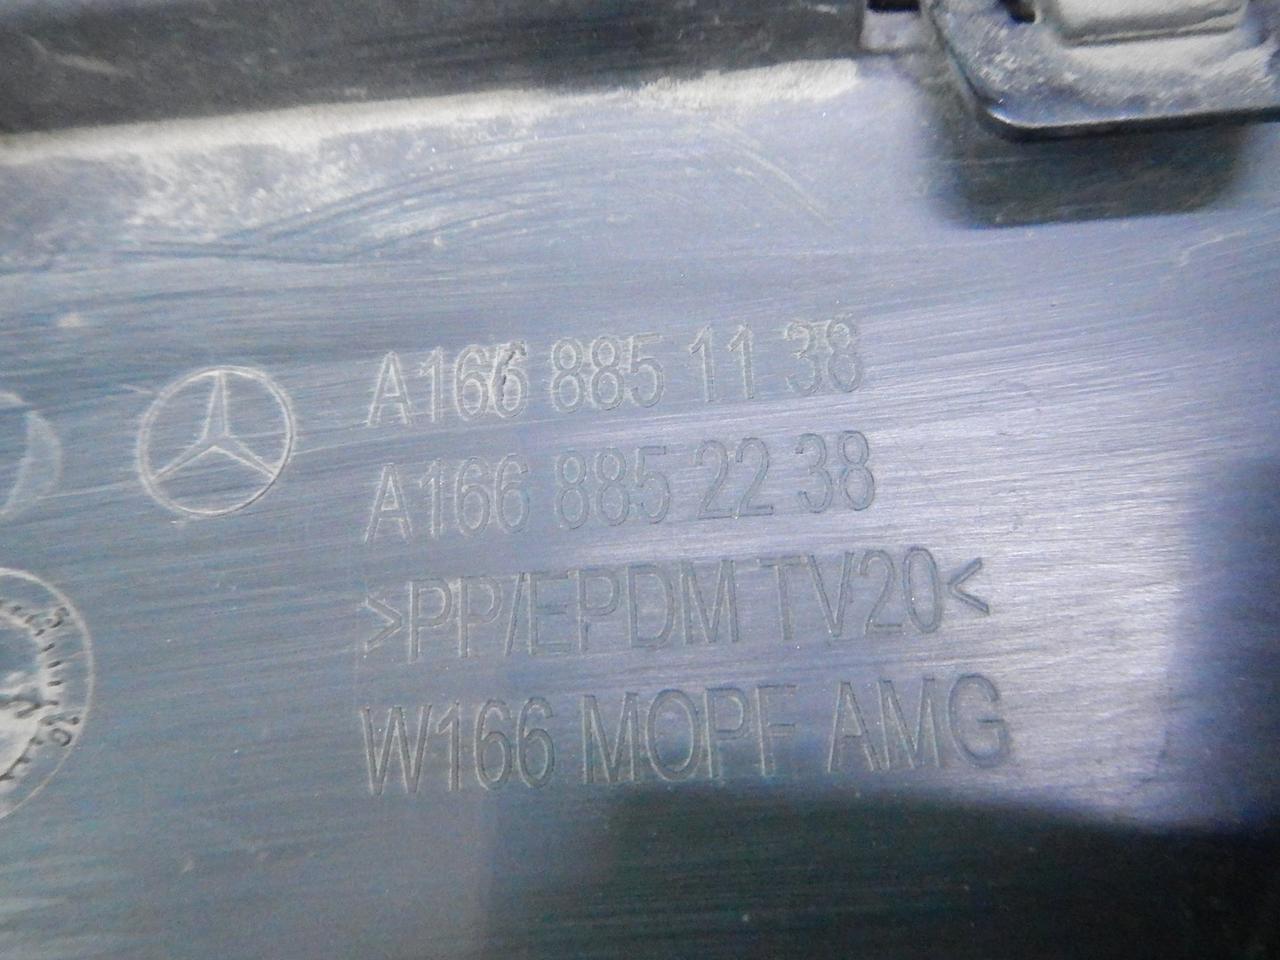 A166 885 11 38
A166 885 22 38
>PP/EPDM TV20<
W166 MOPF AMG